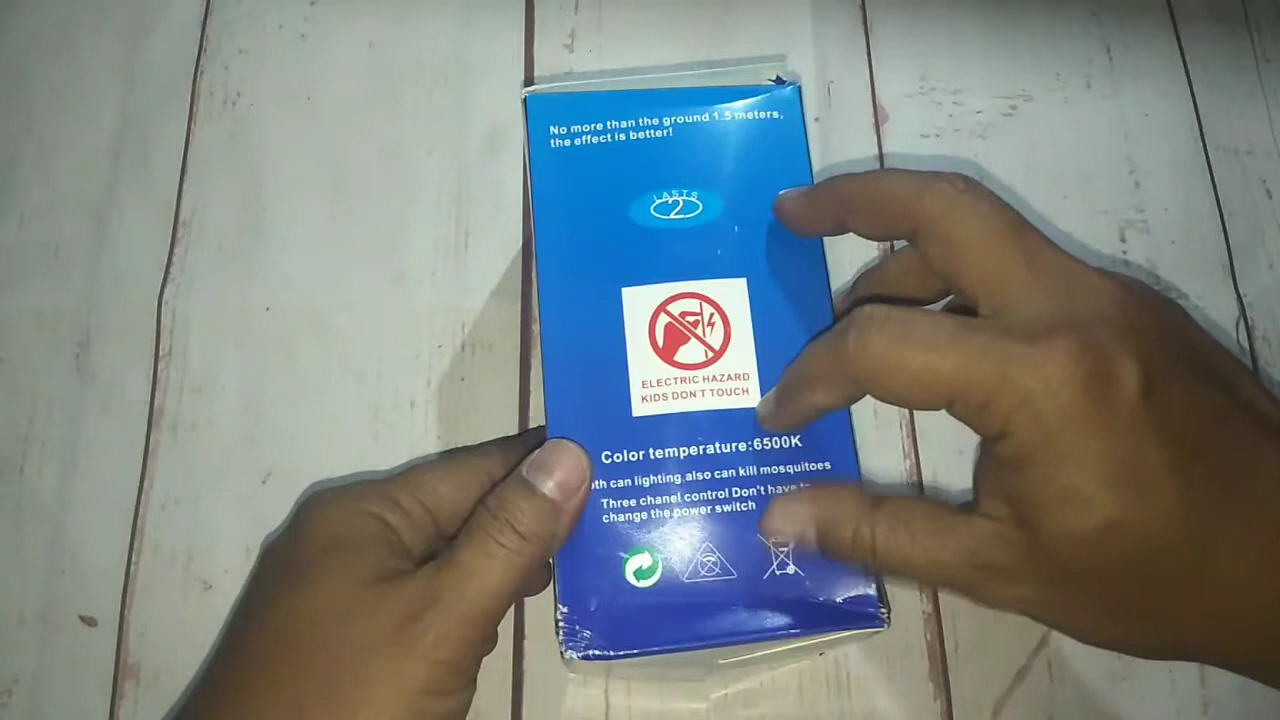 No more than the ground 1.5 meters,
the effect is better!
LASTS
2
ELECTRIC HAZARD
KIDS DON'T TOUCH
Color temperature:6500K
can lighting,also can kill mosquitoes
Three chanel control Don't have
change the power switch